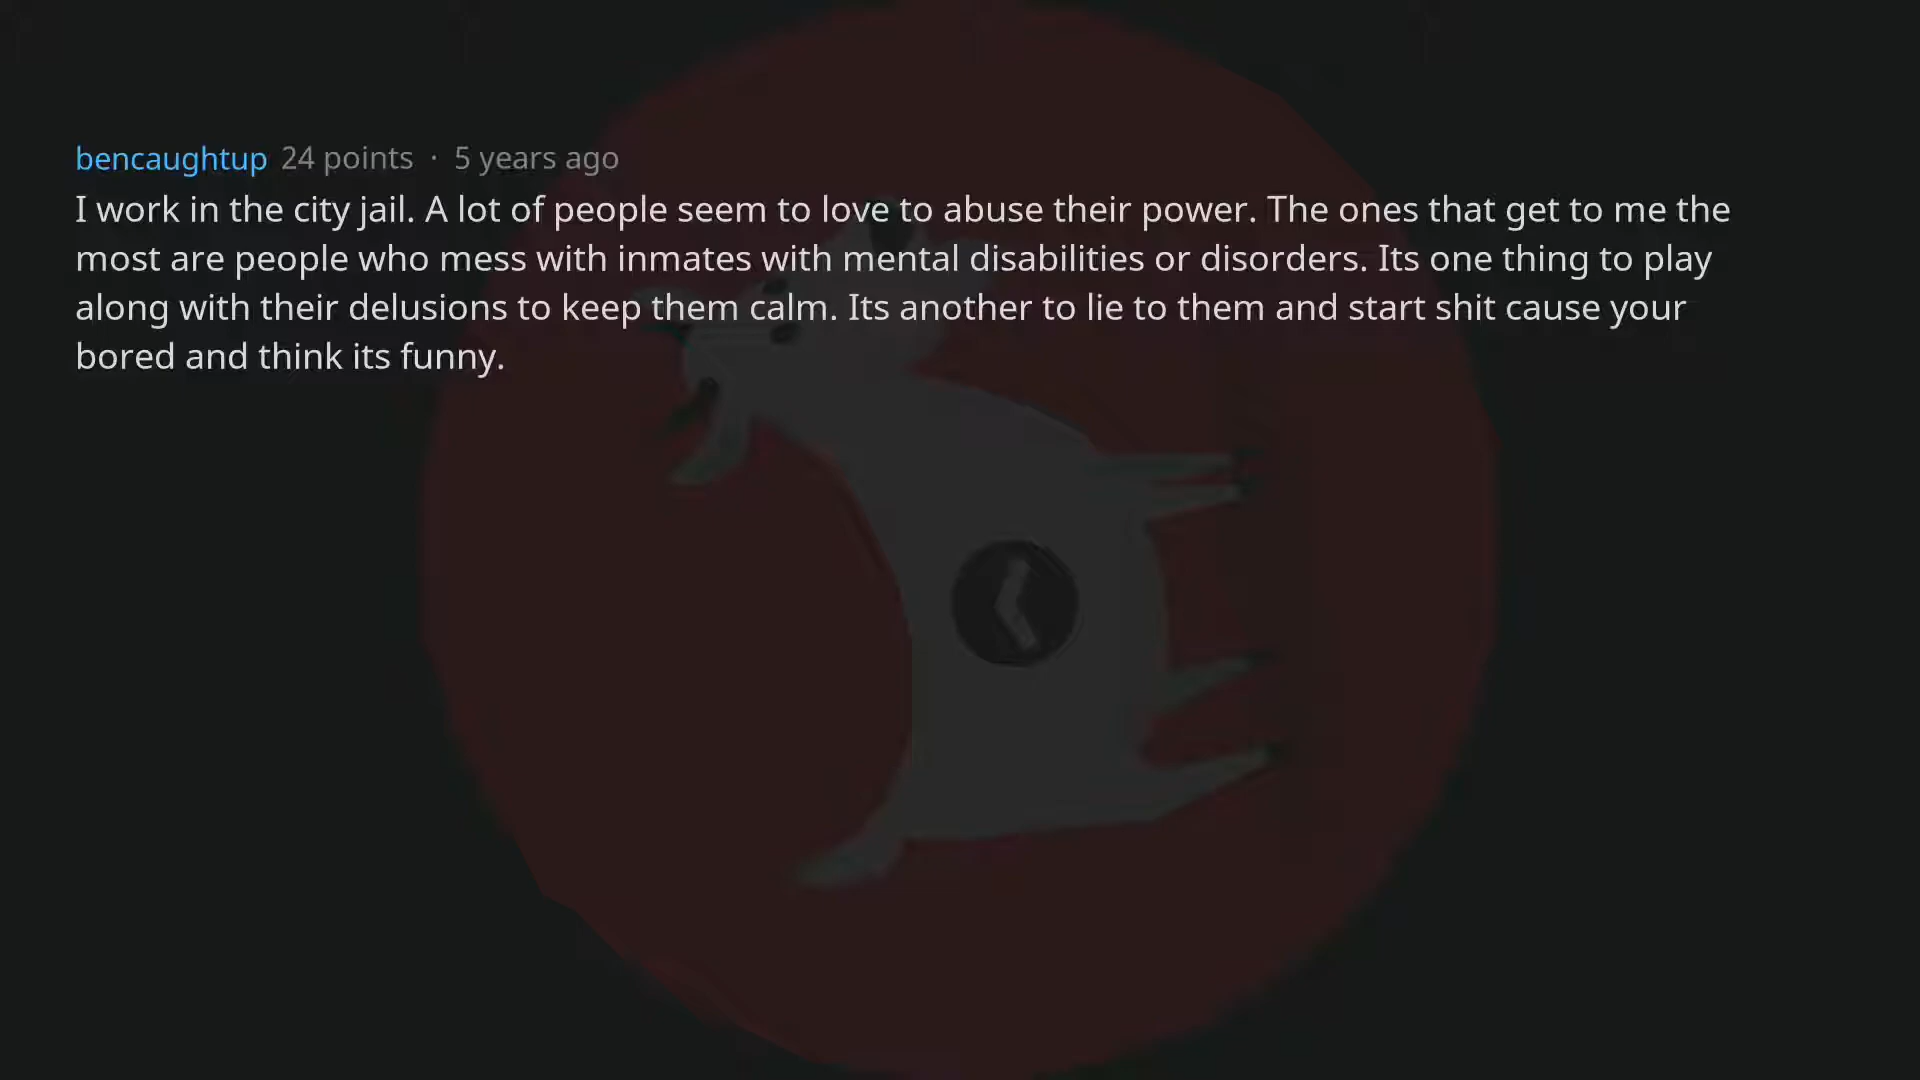 bencaughtup 24 points · 5 years ago
I work in the city jail. A lot of people seem to love to abuse their power. The ones that get to me the
most are people who mess with inmates with mental disabilities or disorders. Its one thing to play
along with their delusions to keep them calm. Its another to lie to them and start shit cause your
bored and think its funny.